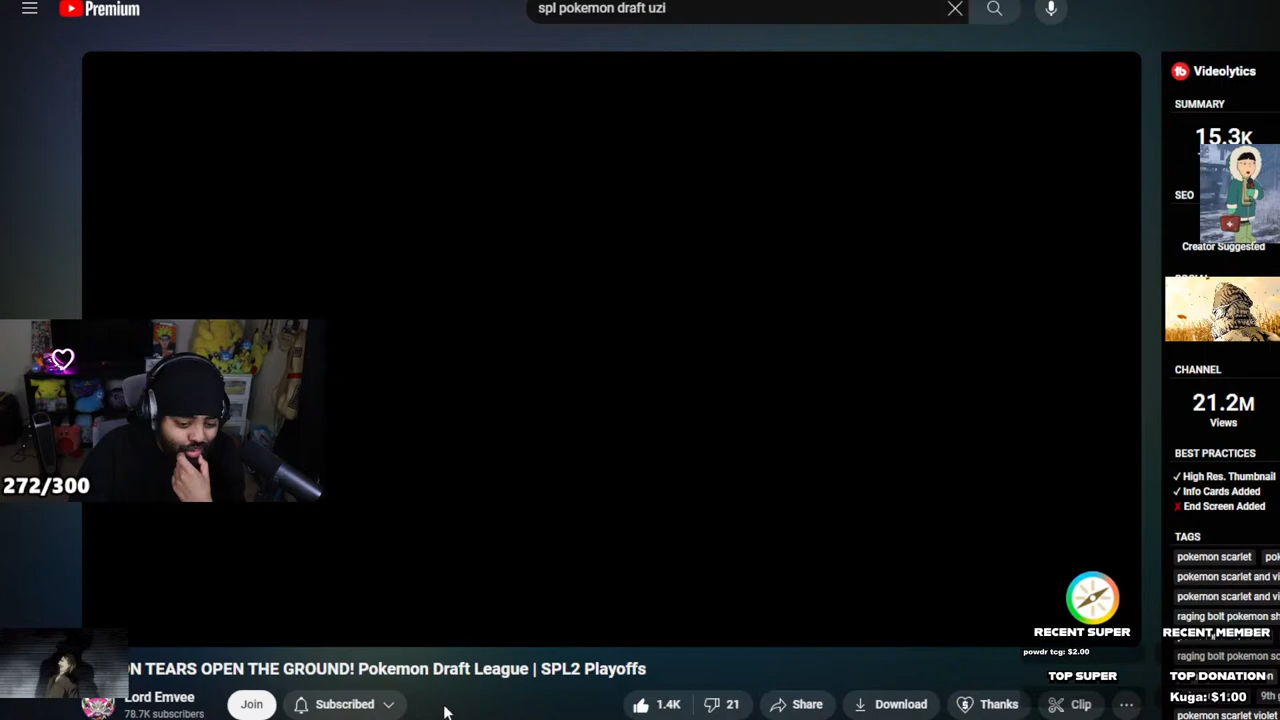 Premium
spl pokemon draft uzi
Videolytics
SUMMARY
15.3K
SEO
Creator Suggested
CHANNEL
21.2M
Views
BEST PRACTICES
✓ High Res. Thumbnail
✓ Info Cards Added
✗ End Screen Added
TAGS
pokemon scarlet
pokemon scarlet and vi
pokemon scarlet and vi
raging bolt pokemon sh
272/300
RECENT SUPER
powdr tcg: $2.00
RECENT MEMBER
raging bolt pokemon sc
TOP SUPER
TOP DONATION
Kuga: $1.00
9th
pokemon scarlet violet
ON TEARS OPEN THE GROUND! Pokemon Draft League | SPL2 Playoffs
Lord Emvee
78.7K subscribers
Join
Subscribed
1.4K
21
Share
Download
Thanks
Clip